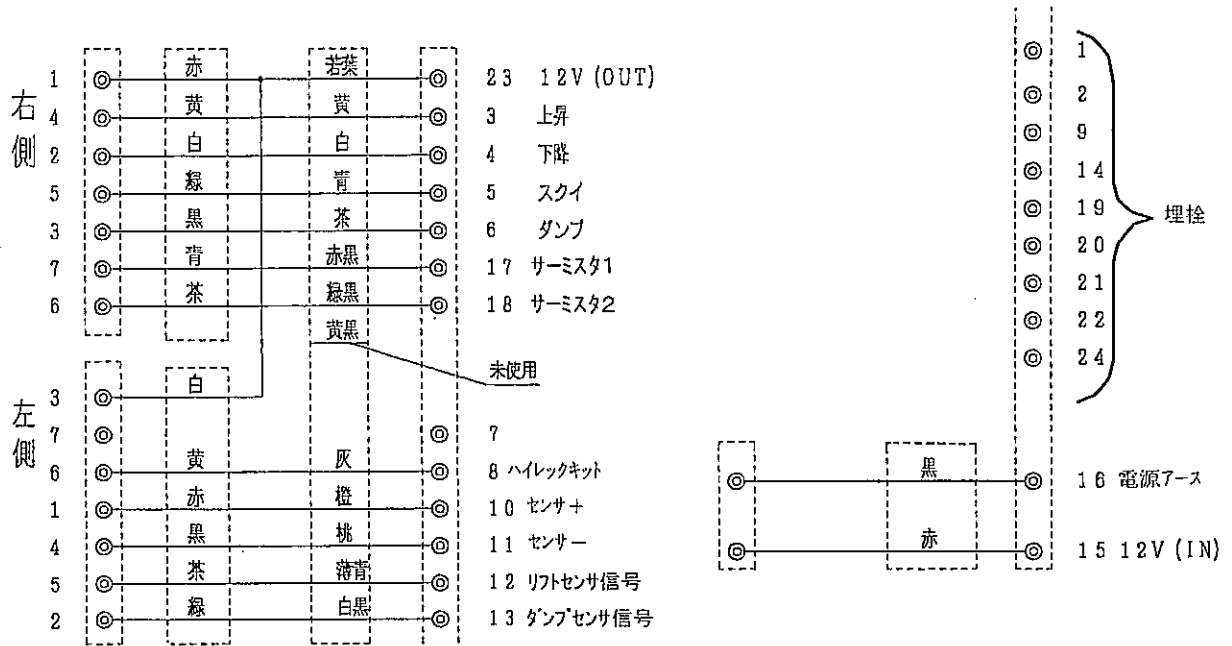 右側
1 赤 若葉 23 12V (OUT)
4 黄 黄 3 上昇
2 白 白 4 下降
5 緑 青 5 スクイ
3 黒 茶 6 ダンプ
7 青 赤黒 17 サーミスタ1
6 茶 緑黒 18 サーミスタ2
黄黒
未使用
左側
3 白
7 7
6 黄 灰 8 ハイレックキット
1 赤 橙 10 センサ+
4 黒 桃 11 センサー
5 茶 薄青 12 リフトセンサ信号
2 緑 白黒 13 ダンプセンサ信号
1
2
9
14
19
20
21
22
24
埋栓
黒 16 電源アース
赤 15 12V (IN)